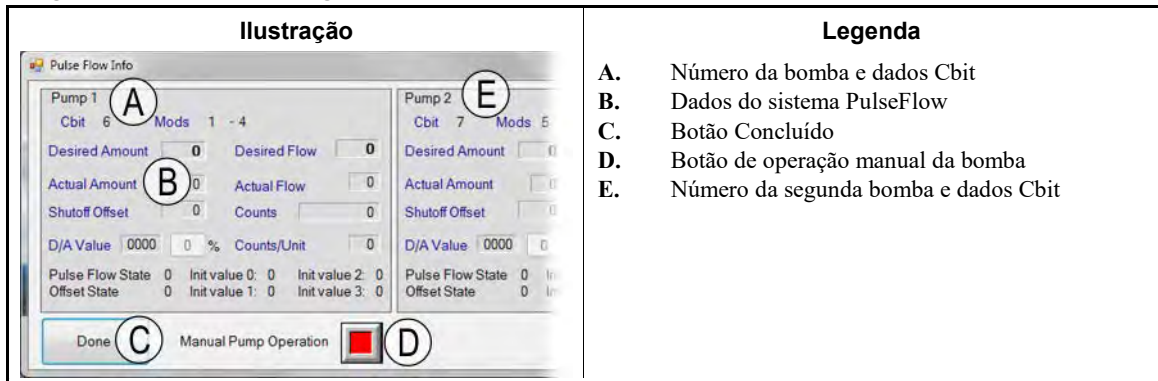 Ilustração
Legenda
Pulse Flow Info
Pump 1 A
Cbit 6 Mods 1 - 4
Desired Amount 0 Desired Flow 0
Actual Amount B 0 Actual Flow 0
Shutoff Offset 0 Counts 0
D/A Value 0000 0 % Counts/Unit 0
Pulse Flow State 0 Init value 0: 0 Init value 2: 0
Offset State 0 Init value 1: 0 Init value 3: 0
Pump 2 E
Cbit 7 Mods 5
Desired Amount 0
Actual Amount 0
Shutoff Offset 0
D/A Value 0000 0
Pulse Flow State 0
Offset State 0
Done C Manual Pump Operation D
A. Número da bomba e dados Cbit
B. Dados do sistema PulseFlow
C. Botão Concluído
D. Botão de operação manual da bomba
E. Número da segunda bomba e dados Cbit